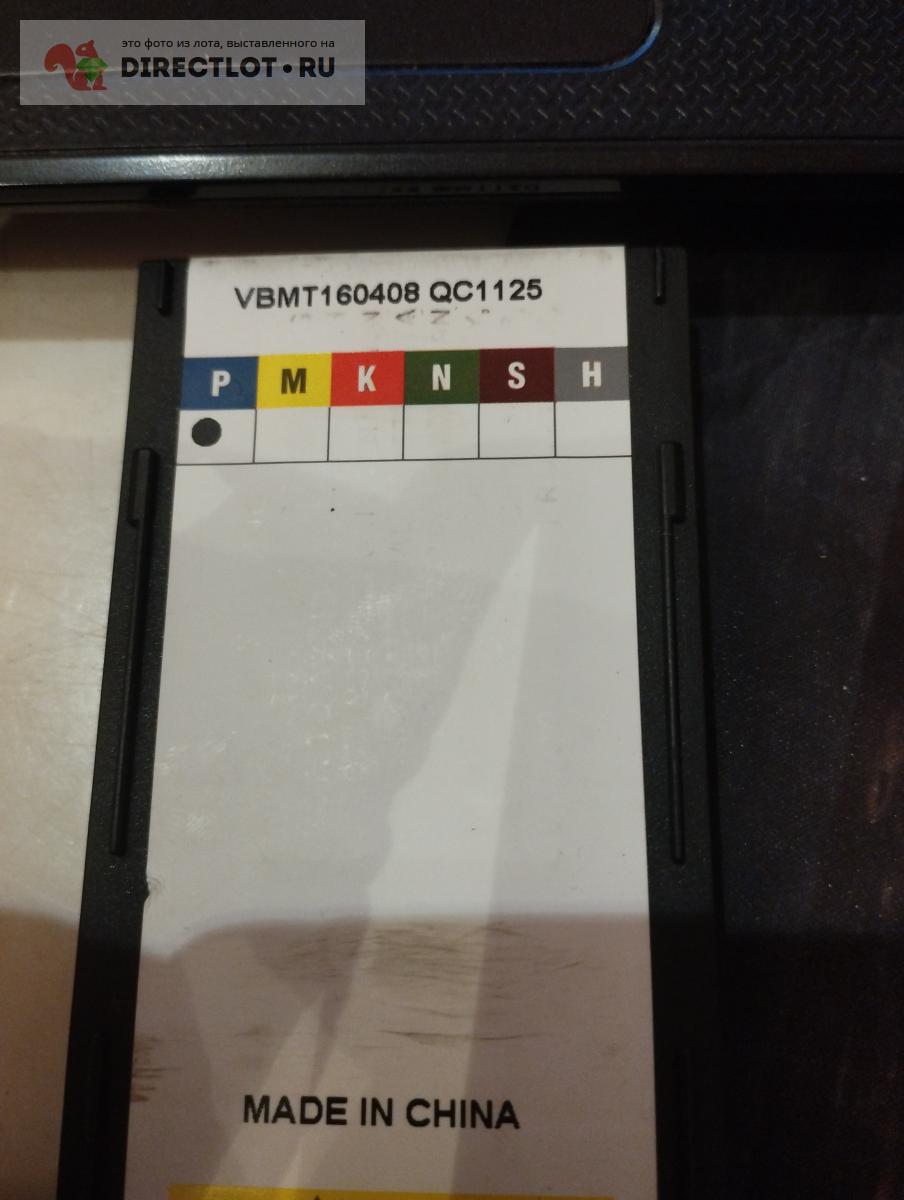 это фото из лота, выставленного на
DIRECTLOT•RU
VBMT160408 QC1125
P M K N S H
MADE IN CHINA